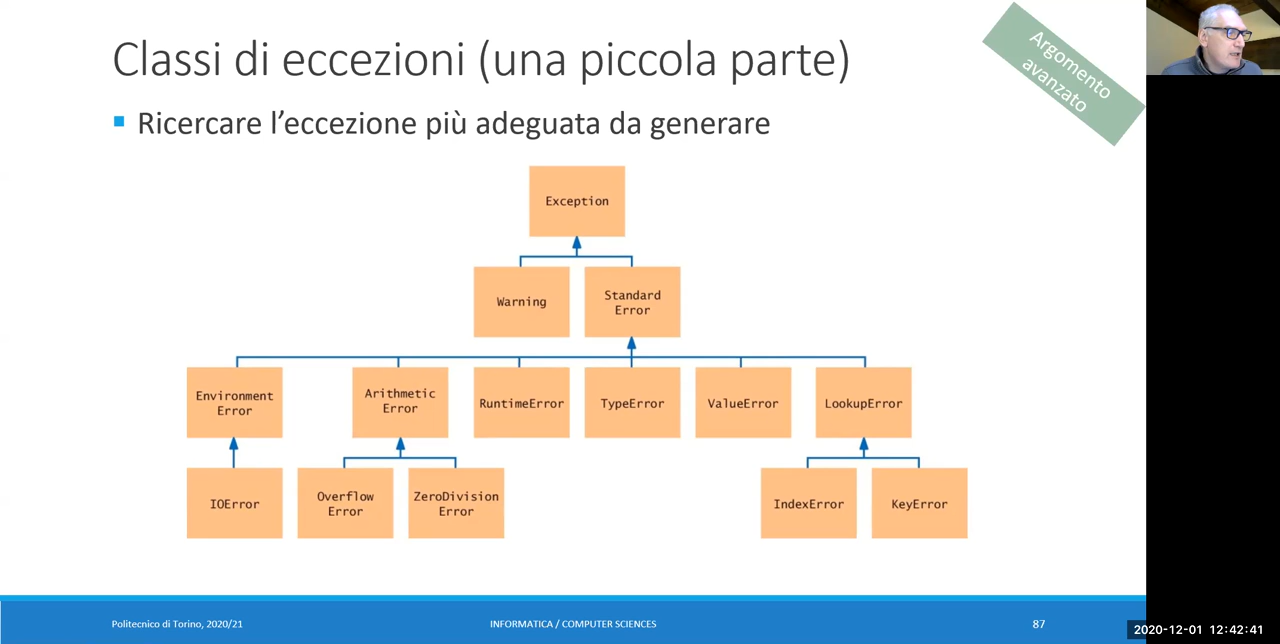 Classi di eccezioni (una piccola parte)
Argomento
avanzato
Ricercare l'eccezione più adeguata da generare
Exception
Warning
Standard
Error
Environment
Error
Arithmetic
Error
RuntimeError
TypeError
ValueError
LookupError
IOError
Overflow
Error
ZeroDivision
Error
IndexError
KeyError
Politecnico di Torino, 2020/21
INFORMATICA / COMPUTER SCIENCES
87
2020-12-01 12:42:41